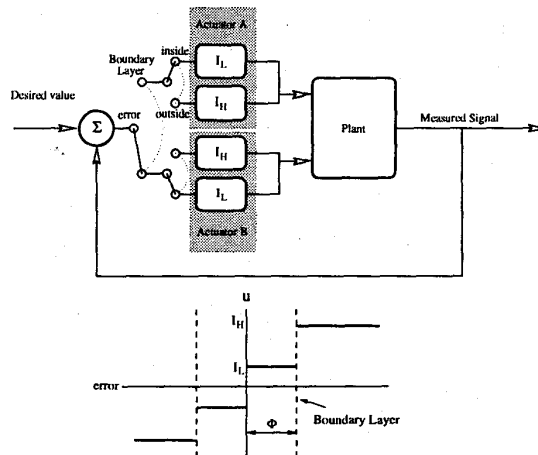 Actuator A
inside
Boundary
Layer
I_L
I_H
Desired value
Σ
error
outside
Plant
Measured Signal
I_H
I_L
Actuator B
u
I_H
I_L
error
Φ
Boundary Layer